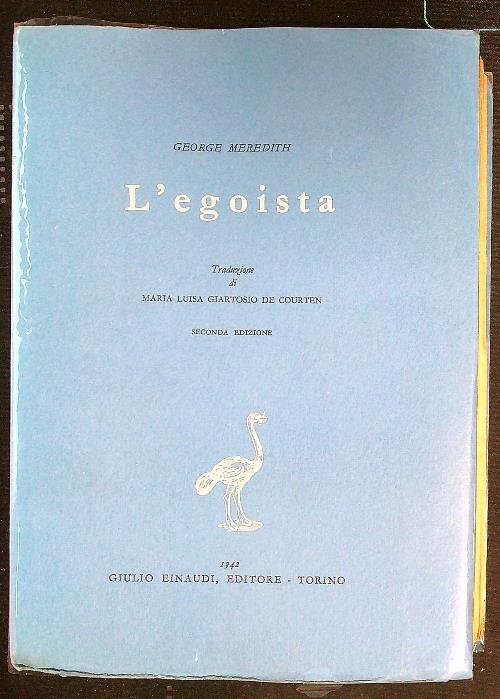 GEORGE MEREDITH
L'egoista
Traduzione
di
MARIA LUISA GIARTOSIO DE COURTEN
SECONDA EDIZIONE
1942
GIULIO EINAUDI, EDITORE - TORINO